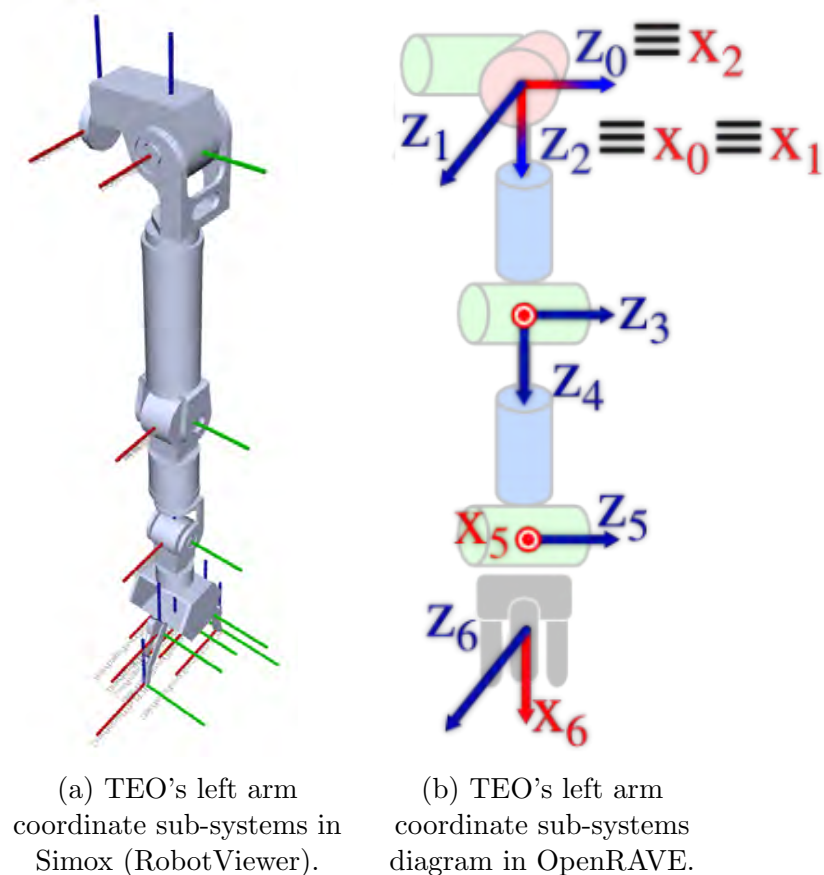 Z0≡X2
Z1
Z2≡X0≡X1
Z3
Z4
X5
Z5
Z6
X6
(a) TEO's left arm
coordinate sub-systems in
Simox (RobotViewer).
(b) TEO's left arm
coordinate sub-systems
diagram in OpenRAVE.